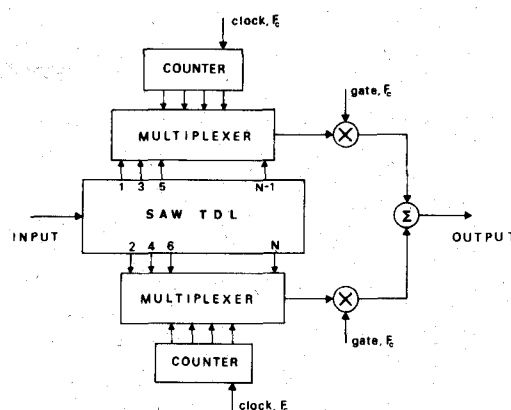 clock, Fc
COUNTER
gate, Fc
MULTIPLEXER
1 3 5 N-1
SAW TDL
INPUT
Σ
OUTPUT
2 4 6 N
MULTIPLEXER
gate, Fc
COUNTER
clock, F